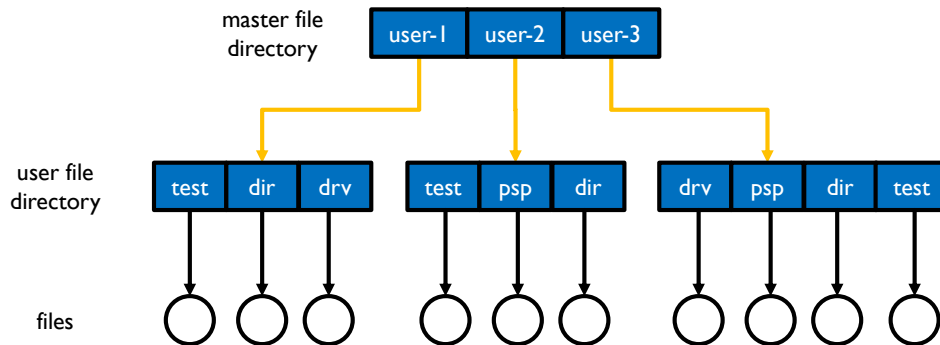 master file
directory
user-1 user-2 user-3
user file
directory
test dir drv
test psp dir
drv psp dir test
files